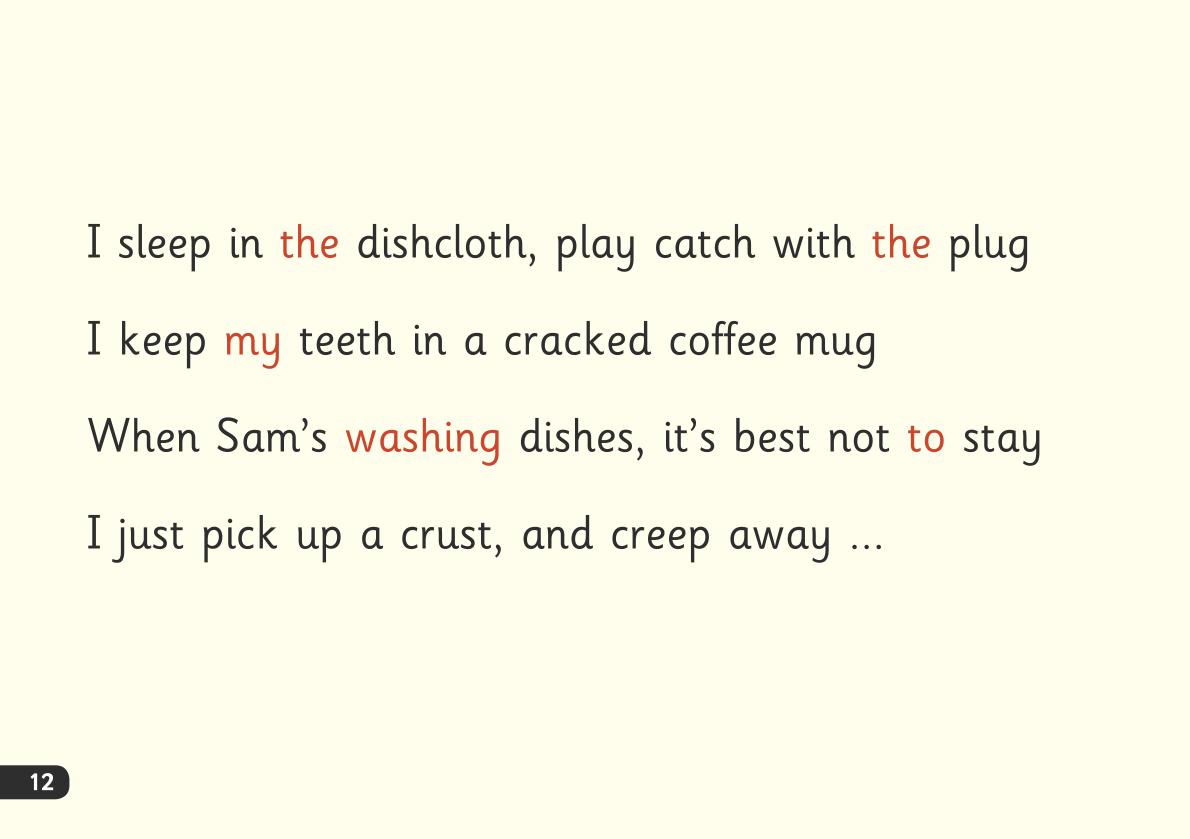 I sleep in the dishcloth, play catch with the plug
I keep my teeth in a cracked coffee mug
When Sam’s washing dishes, it’s best not to stay
I just pick up a crust, and creep away ...
12